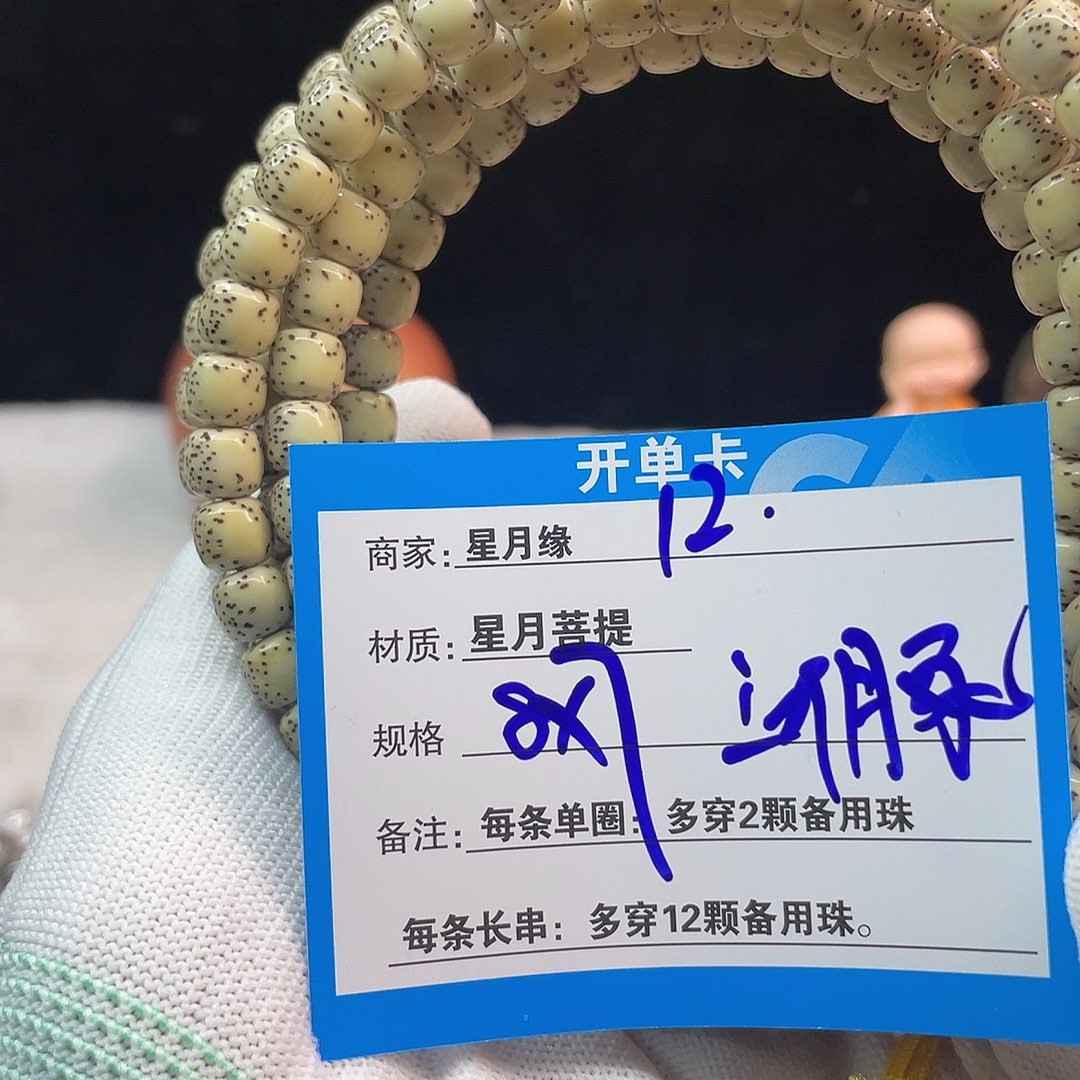 开单卡
12.
商家: 星月缘
材质: 星月菩提
规格 8X7
备注: 每条单圈: 多穿2颗备用珠
每条长串: 多穿12颗备用珠。